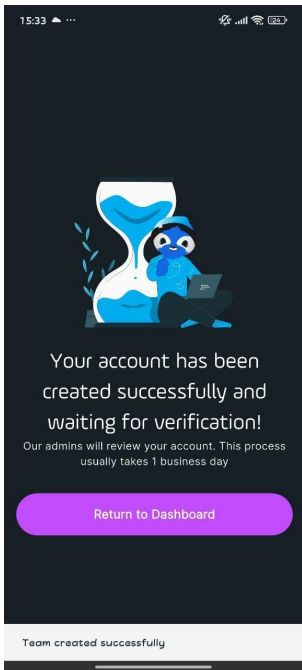 15:33
24
Your account has been
created successfully and
waiting for verification!
Our admins will review your account. This process
usually takes 1 business day
Return to Dashboard
Team created successfully